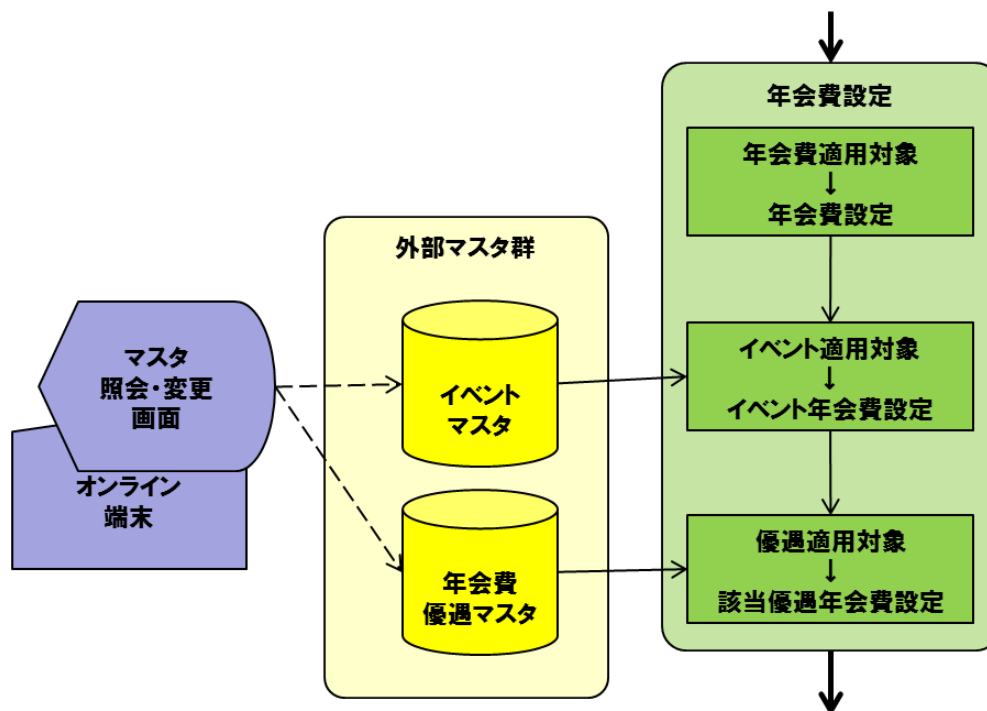 年会費設定
年会費適用対象
↓
年会費設定
外部マスタ群
マスタ
照会・変更
画面
イベント
マスタ
イベント適用対象
↓
イベント年会費設定
オンライン
端末
年会費
優遇マスタ
優遇適用対象
↓
該当優遇年会費設定